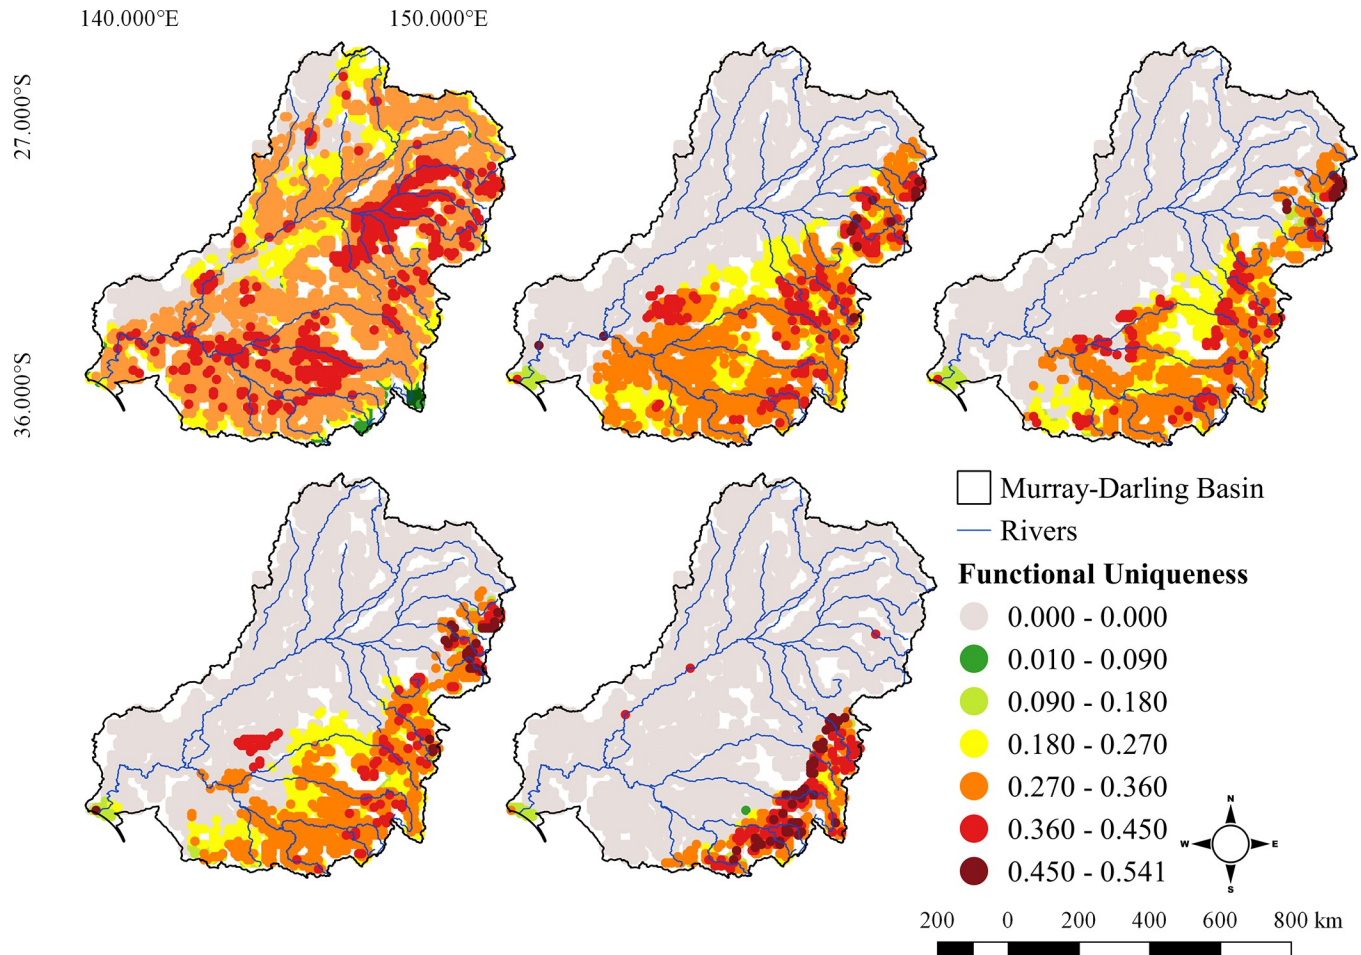 140.000°E 150.000°E
27.000°S
36.000°S
Murray-Darling Basin
Rivers
Functional Uniqueness
0.000 - 0.000
0.010 - 0.090
0.090 - 0.180
0.180 - 0.270
0.270 - 0.360
0.360 - 0.450
0.450 - 0.541
N
W E
S
200 0 200 400 600 800 km